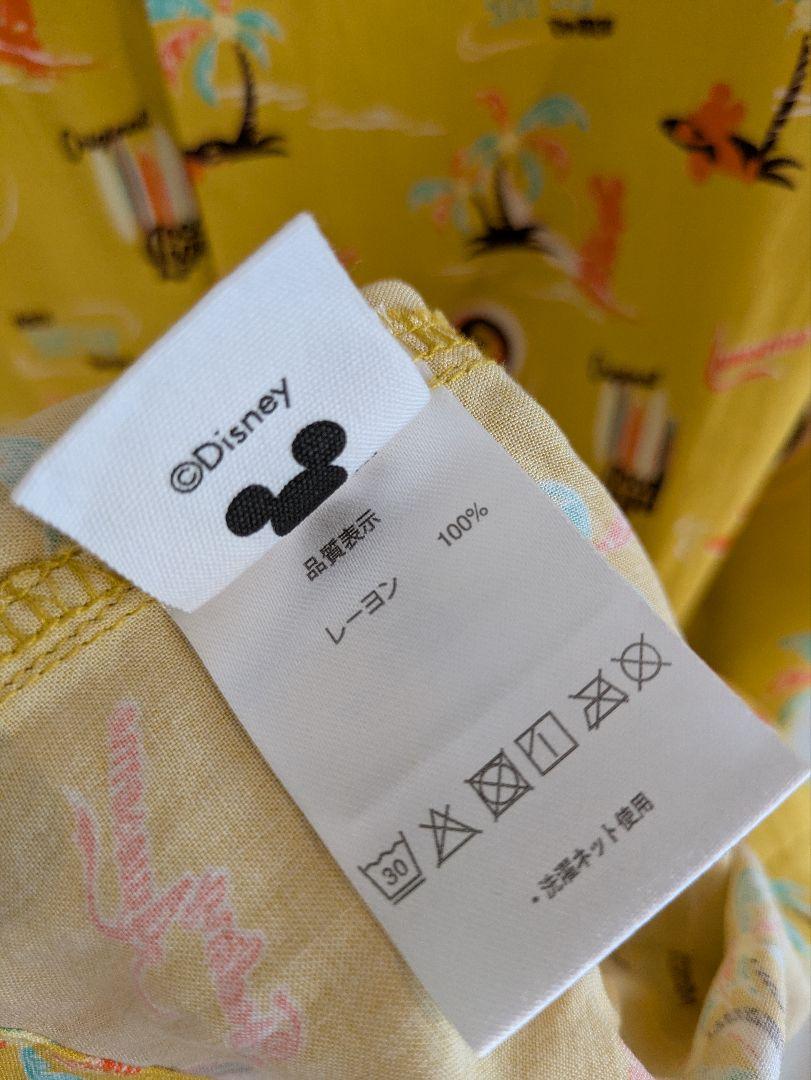 ©Disney
品質表示
レーヨン 100%
30
・洗濯ネット使用